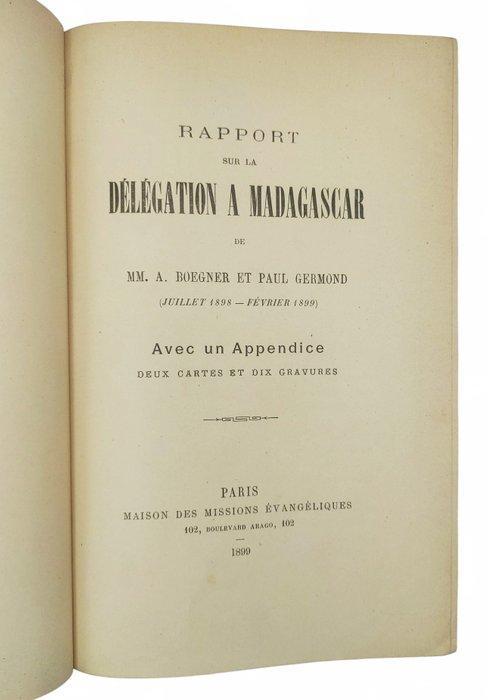 RAPPORT
SUR LA
DÉLÉGATION A MADAGASCAR
DE
MM. A. BOEGNER ET PAUL GERMOND
(JUILLET 1898 — FÉVRIER 1899)
Avec un Appendice
DEUX CARTES ET DIX GRAVURES
PARIS
MAISON DES MISSIONS ÉVANGÉLIQUES
102, BOULEVARD ARAGO, 102
1899